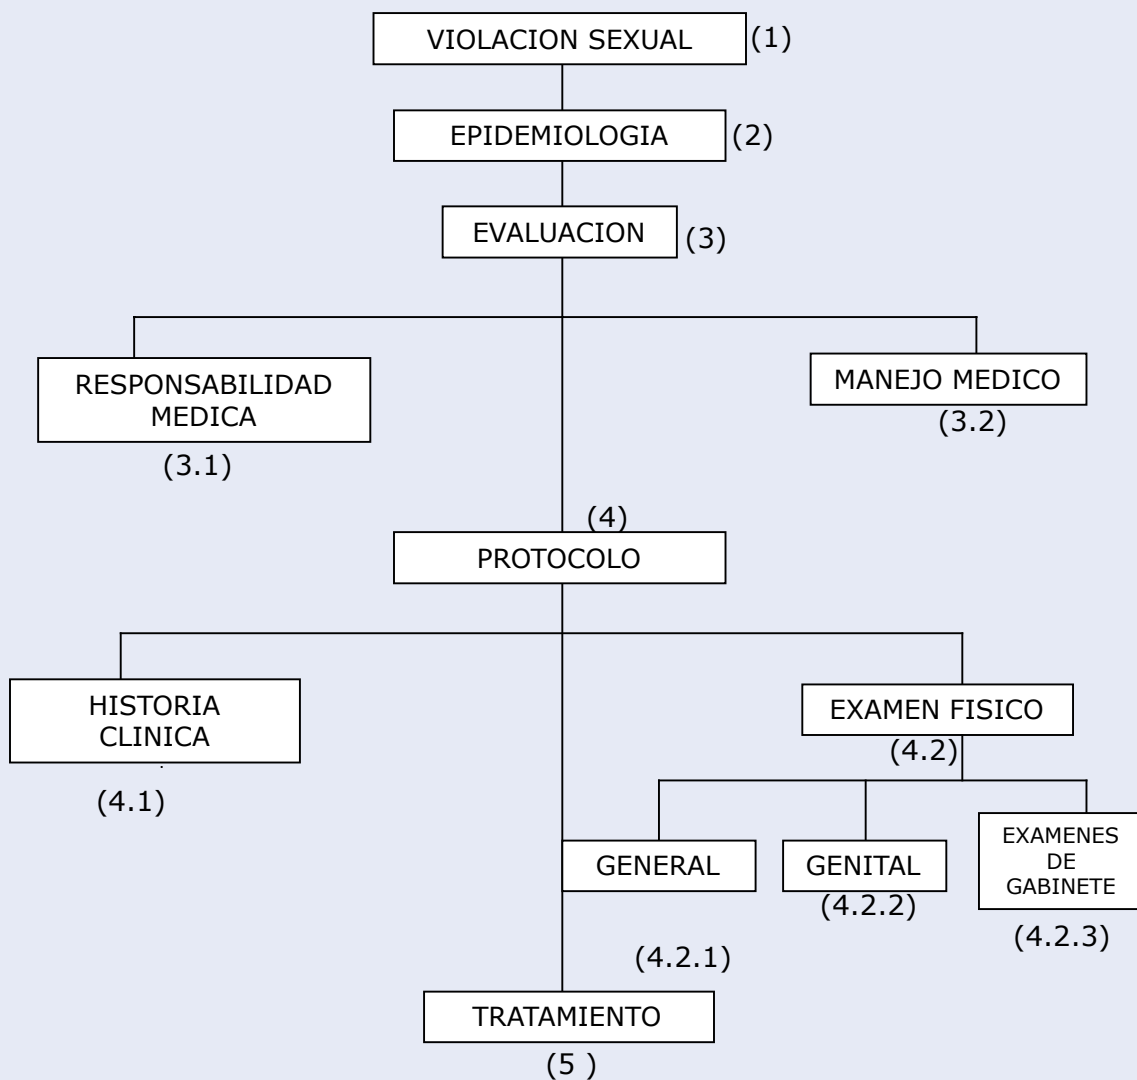 VIOLACION SEXUAL (1)
EPIDEMIOLOGIA (2)
EVALUACION (3)
RESPONSABILIDAD
MEDICA
(3.1)
MANEJO MEDICO
(3.2)
(4)
PROTOCOLO
HISTORIA
CLINICA
(4.1)
EXAMEN FISICO
(4.2)
GENERAL
(4.2.1)
GENITAL
(4.2.2)
EXAMENES
DE
GABINETE
(4.2.3)
TRATAMIENTO
(5 )